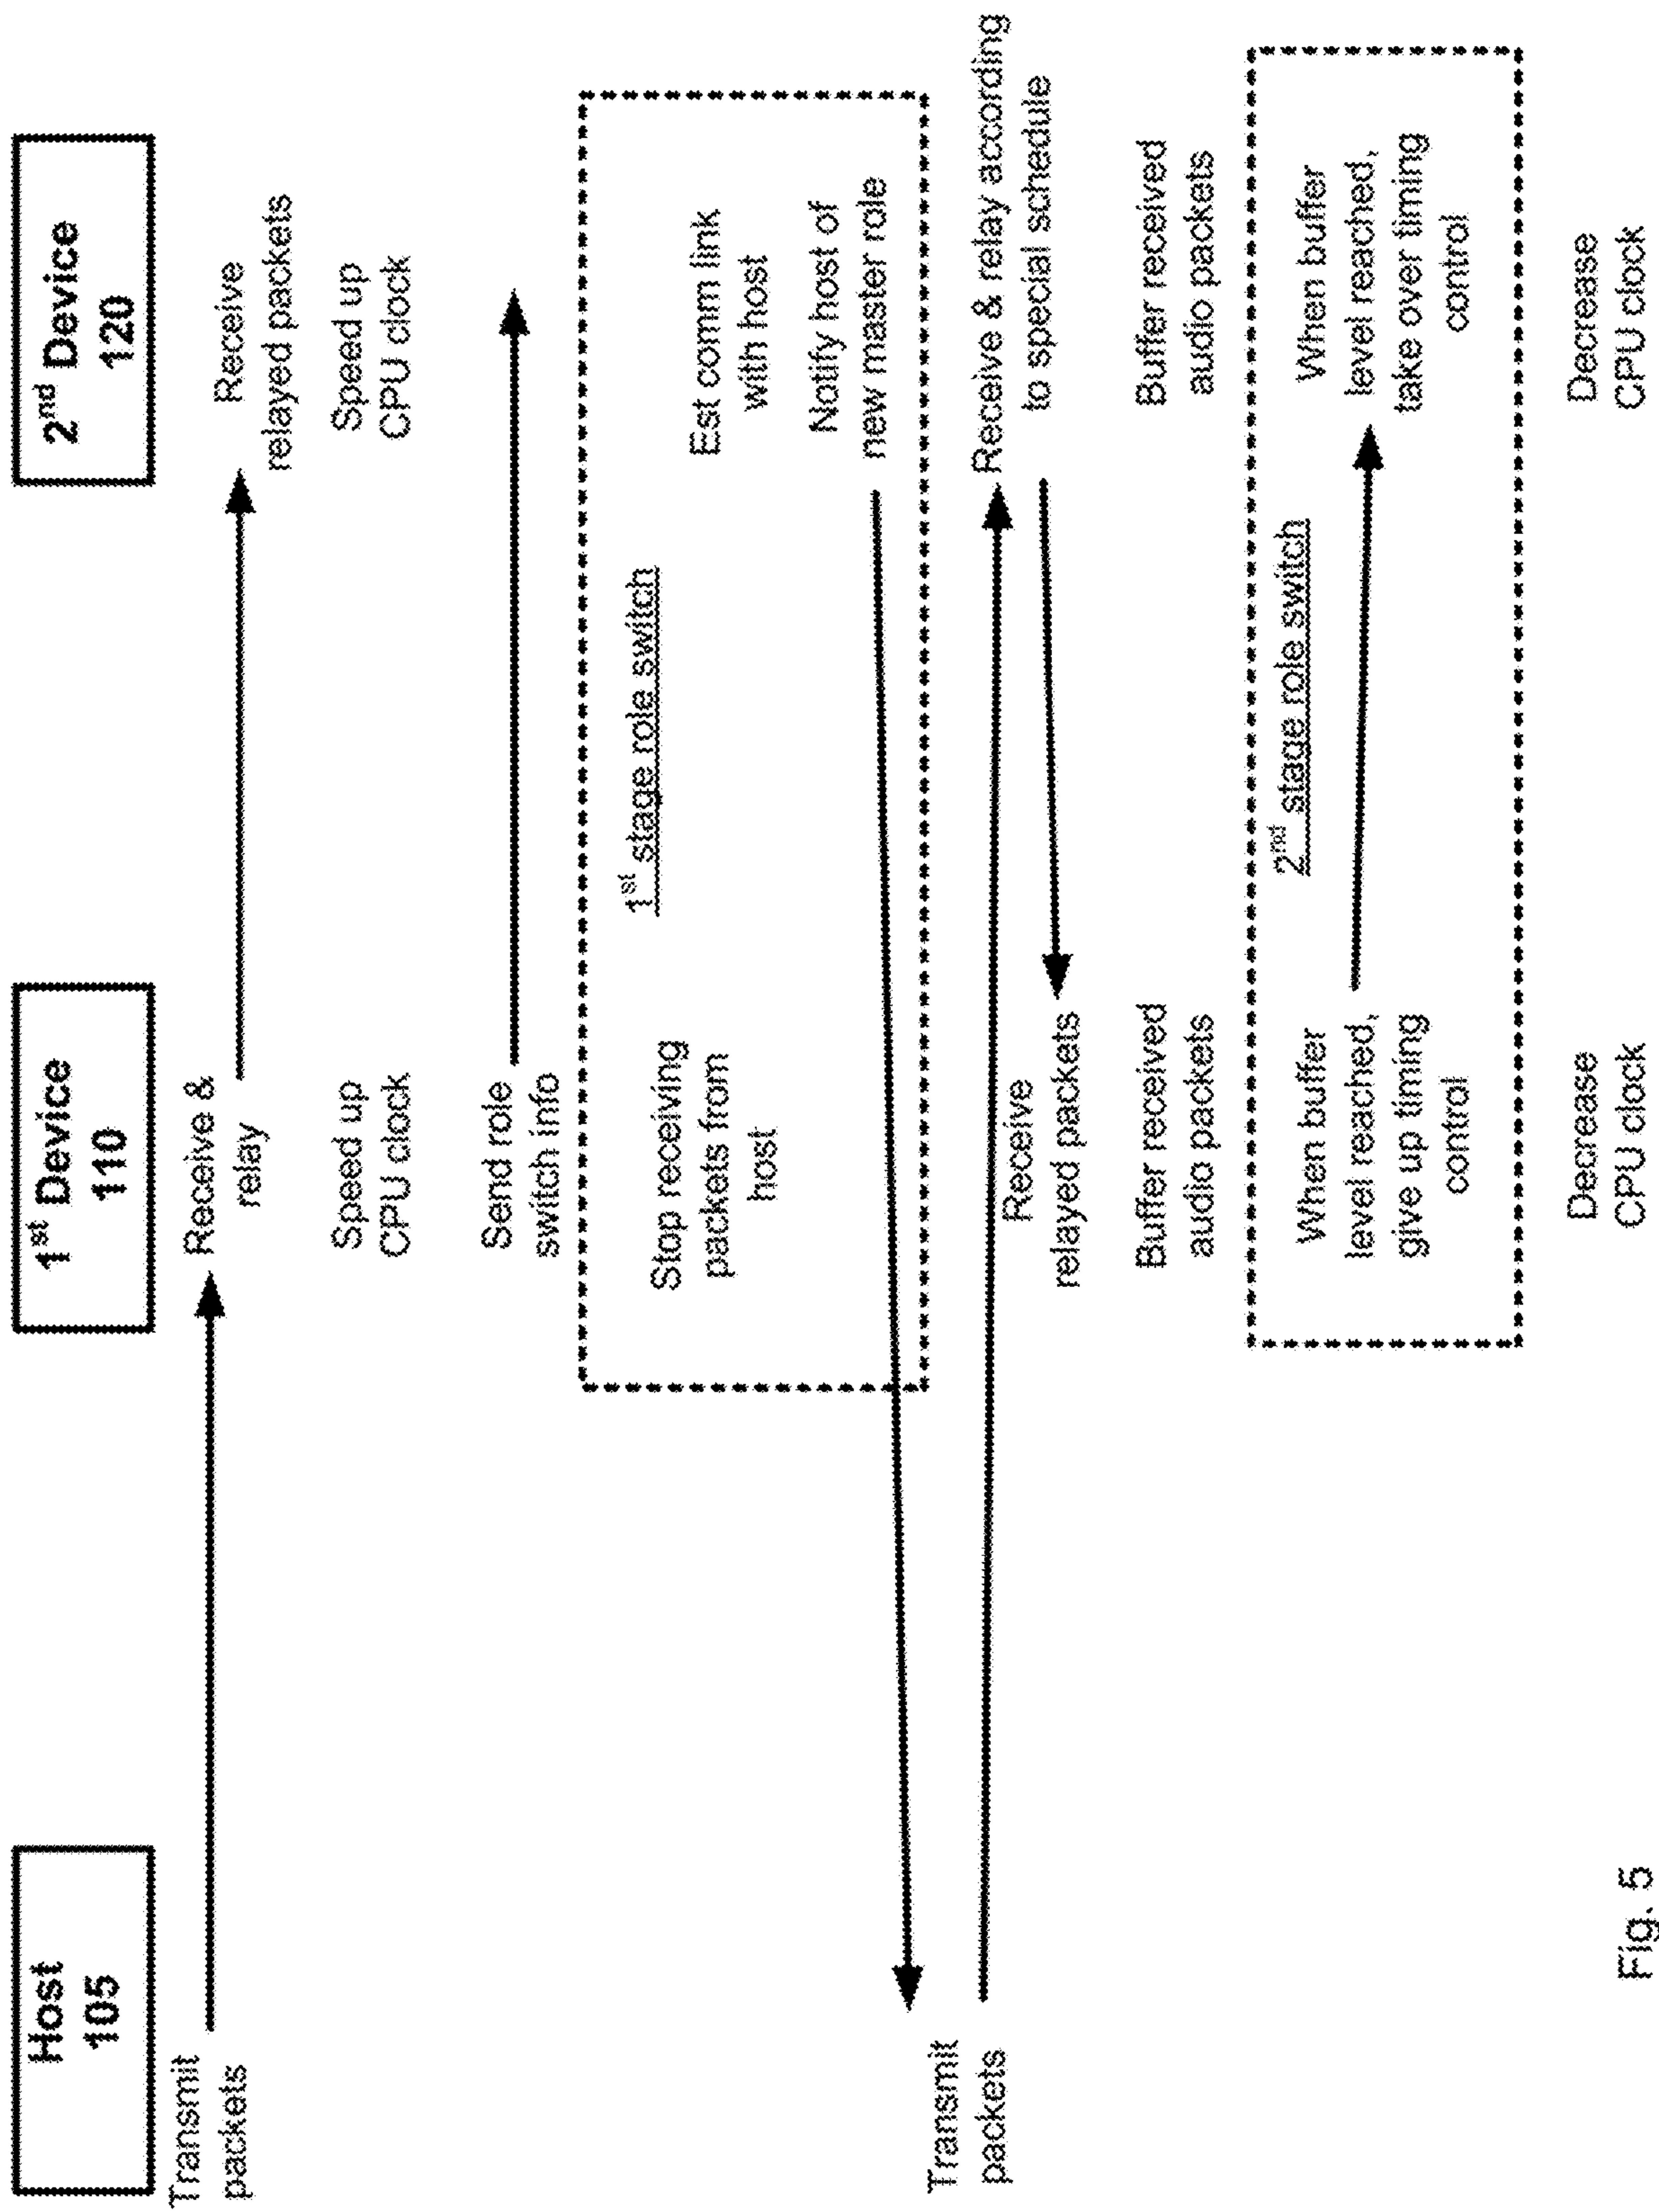 Host
105
1st Device
110
2nd Device
120
Transmit
packets
Receive &
relay
Receive
relayed packets
Speed up
CPU clock
Speed up
CPU clock
Send role
switch info
1st stage role switch
Stop receiving
packets from
host
Est comm link
with host
Notify host of
new master role
Transmit
packets
Receive & relay according
to special schedule
Receive
relayed packets
Buffer received
audio packets
Buffer received
audio packets
2nd stage role switch
When buffer
level reached,
give up timing
control
When buffer
level reached,
take over timing
control
Decrease
CPU clock
Decrease
CPU clock
Fig. 5